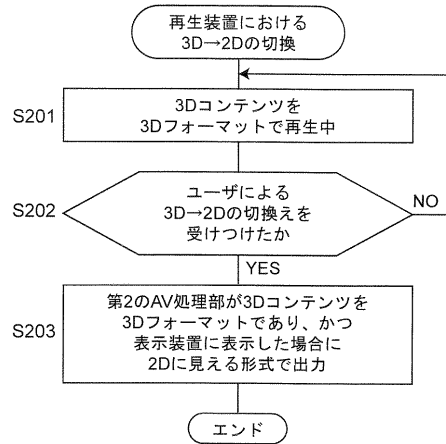 再生装置における
3D→2Dの切換
S201
3Dコンテンツを
3Dフォーマットで再生中
S202
ユーザによる
3D→2Dの切換えを
受けつけたか
NO
YES
S203
第2のAV処理部が3Dコンテンツを
3Dフォーマットであり、かつ
表示装置に表示した場合に
2Dに見える形式で出力
エンド